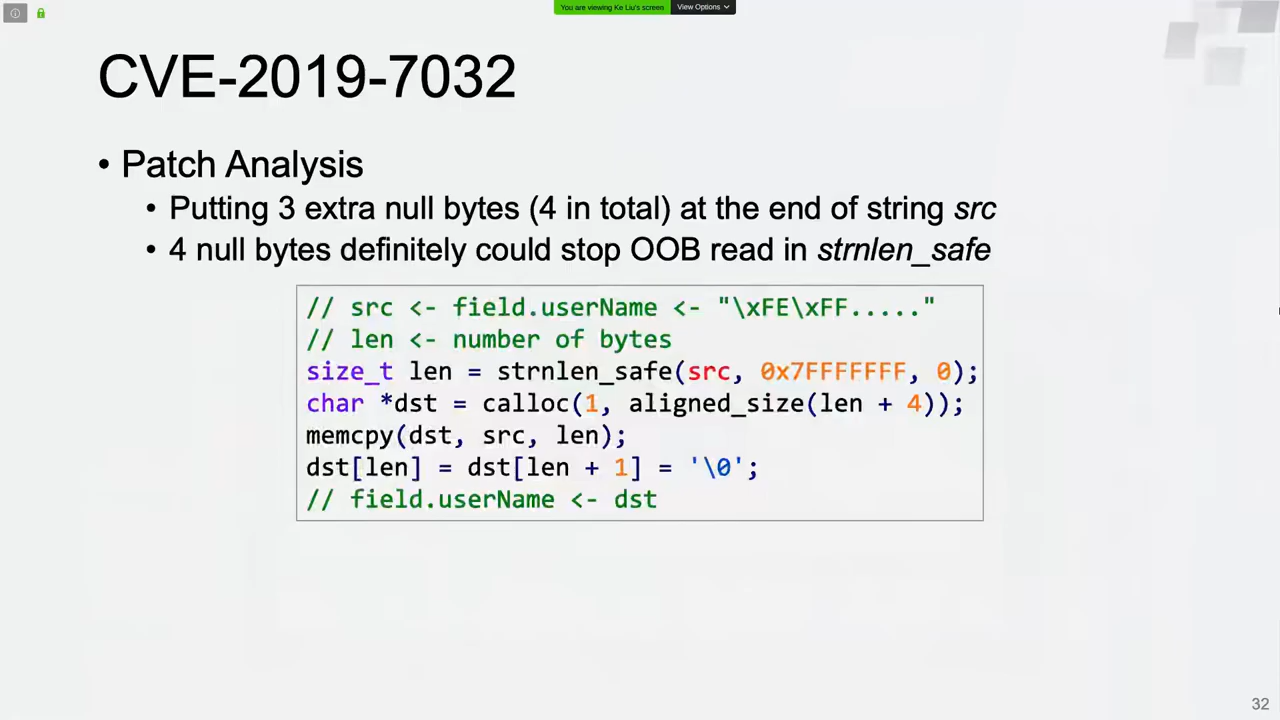 You are viewing Ke Liu's screen
View Options
CVE-2019-7032
• Patch Analysis
• Putting 3 extra null bytes (4 in total) at the end of string src
• 4 null bytes definitely could stop OOB read in strnlen_safe
// src <- field.userName <- "\xFE\xFF....."
// len <- number of bytes
size_t len = strnlen_safe(src, 0x7FFFFFFF, 0);
char *dst = calloc(1, aligned_size(len + 4));
memcpy(dst, src, len);
dst[len] = dst[len + 1] = '\0';
// field.userName <- dst
32